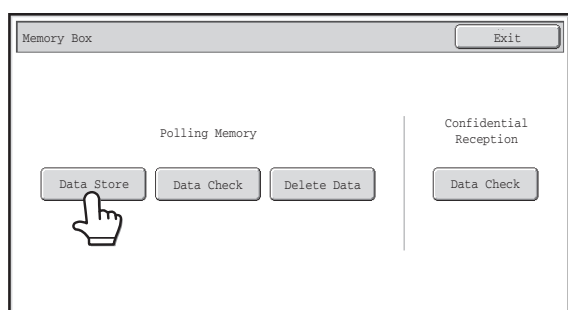 Memory Box
Exit
Polling Memory
Confidential
Reception
Data Store
Data Check
Delete Data
Data Check